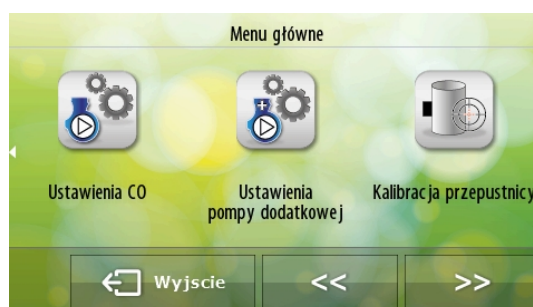 Menu główne
Ustawienia CO
Ustawienia
pompy dodatkowej
Kalibracja przepustnicy
Wyjscie
<<
>>